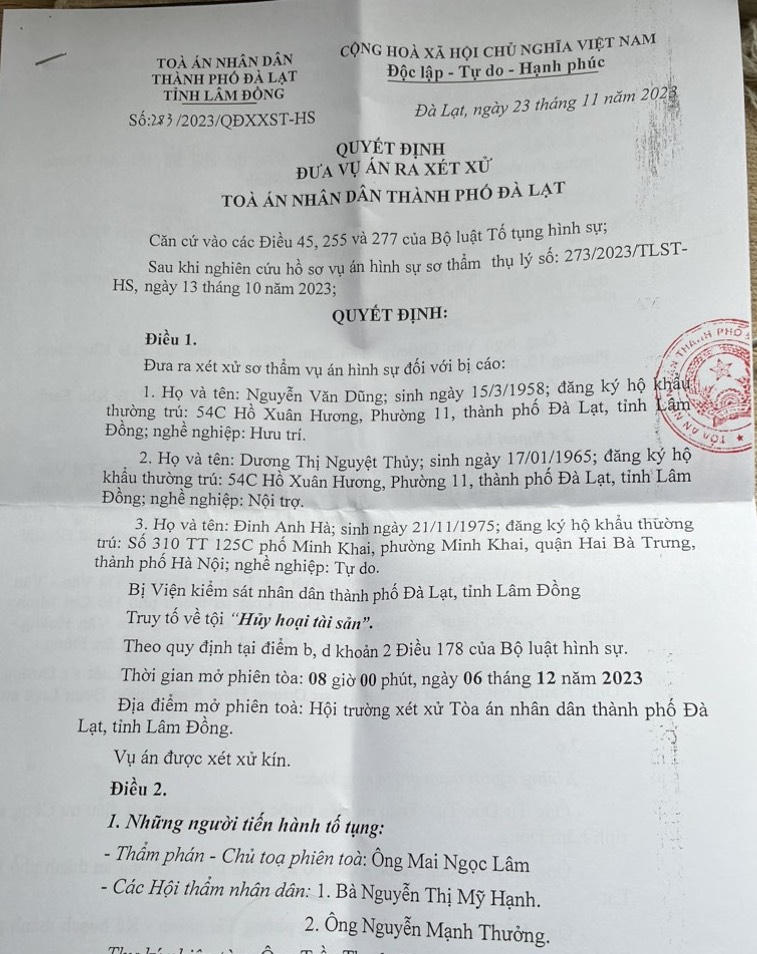 TOÀ ÁN NHÂN DÂN
THÀNH PHỐ ĐÀ LẠT
TỈNH LÂM ĐỒNG
Số:283/2023/QĐXXST-HS
CỘNG HOÀ XÃ HỘI CHỦ NGHĨA VIỆT NAM
Độc lập - Tự do - Hạnh phúc
Đà Lạt, ngày 23 tháng 11 năm 2023
QUYẾT ĐỊNH
ĐƯA VỤ ÁN RA XÉT XỬ
TOÀ ÁN NHÂN DÂN THÀNH PHỐ ĐÀ LẠT
Căn cứ vào các Điều 45, 255 và 277 của Bộ luật Tố tụng hình sự;
Sau khi nghiên cứu hồ sơ vụ án hình sự sơ thẩm thụ lý số: 273/2023/TLST-
HS, ngày 13 tháng 10 năm 2023;
QUYẾT ĐỊNH:
Điều 1.
Đưa ra xét xử sơ thẩm vụ án hình sự đối với bị cáo:
1. Họ và tên: Nguyễn Văn Dũng; sinh ngày 15/3/1958; đăng ký hộ khẩu
thường trú: 54C Hồ Xuân Hương, Phường 11, thành phố Đà Lạt, tỉnh Lâm
Đồng; nghề nghiệp: Hưu trí.
2. Họ và tên: Dương Thị Nguyệt Thủy; sinh ngày 17/01/1965; đăng ký hộ
khẩu thường trú: 54C Hồ Xuân Hương, Phường 11, thành phố Đà Lạt, tỉnh Lâm
Đồng; nghề nghiệp: Nội trợ.
3. Họ và tên: Đinh Anh Hà; sinh ngày 21/11/1975; đăng ký hộ khẩu thường
trú: Số 310 TT 125C phố Minh Khai, phường Minh Khai, quận Hai Bà Trưng,
thành phố Hà Nội; nghề nghiệp: Tự do.
Bị Viện kiểm sát nhân dân thành phố Đà Lạt, tỉnh Lâm Đồng
Truy tố về tội “Hủy hoại tài sản”.
Theo quy định tại điểm b, d khoản 2 Điều 178 của Bộ luật hình sự.
Thời gian mở phiên tòa: 08 giờ 00 phút, ngày 06 tháng 12 năm 2023
Địa điểm mở phiên toà: Hội trường xét xử Tòa án nhân dân thành phố Đà
Lạt, tỉnh Lâm Đồng.
Vụ án được xét xử kín.
Điều 2.
1. Những người tiến hành tố tụng:
- Thẩm phán - Chủ toạ phiên toà: Ông Mai Ngọc Lâm
- Các Hội thẩm nhân dân: 1. Bà Nguyễn Thị Mỹ Hạnh.
2. Ông Nguyễn Mạnh Thưởng.